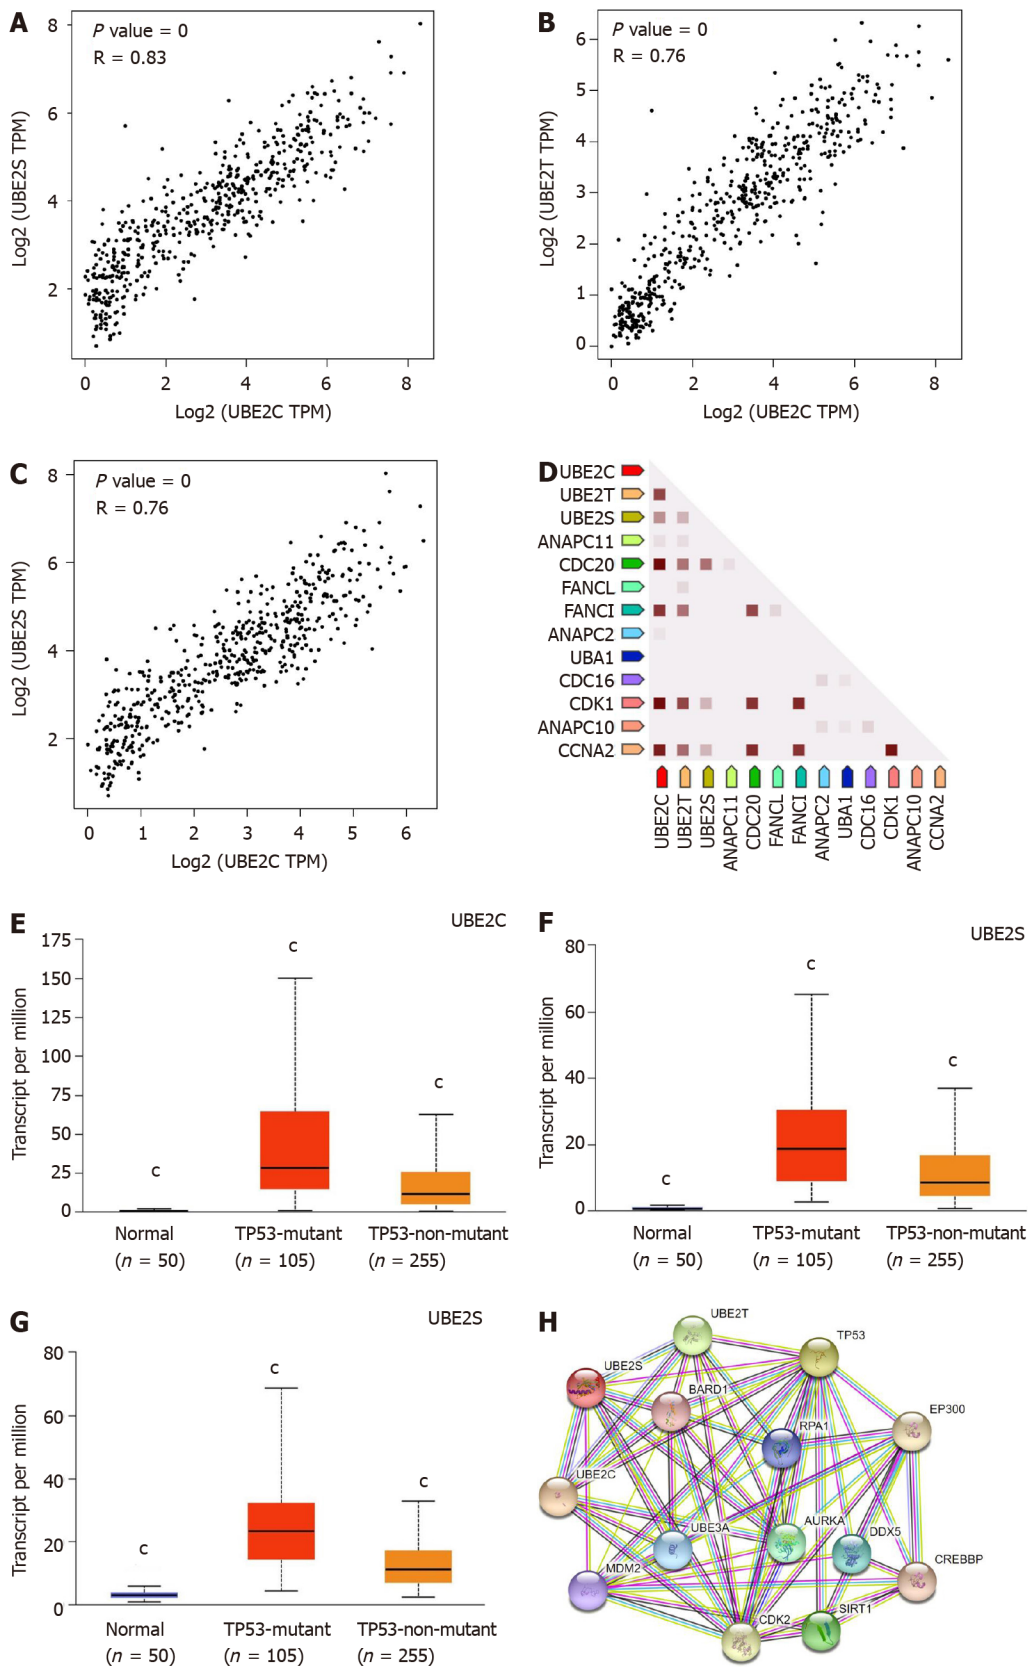 A
P value = 0
R = 0.83
Log2 (UBE2S TPM)
8
6
4
2
0 2 4 6 8
Log2 (UBE2C TPM)
B
P value = 0
R = 0.76
Log2 (UBE2T TPM)
6
5
4
3
2
1
0
0 2 4 6 8
Log2 (UBE2C TPM)
C
P value = 0
R = 0.76
Log2 (UBE2S TPM)
8
6
4
2
0 1 2 3 4 5 6
Log2 (UBE2C TPM)
D
UBE2C
UBE2T
UBE2S
ANAPC11
CDC20
FANCL
FANCI
ANAPC2
UBA1
CDC16
CDK1
ANAPC10
CCNA2
UBE2C
UBE2T
UBE2S
ANAPC11
CDC20
FANCL
FANCI
ANAPC2
UBA1
CDC16
CDK1
ANAPC10
CCNA2
E
UBE2C
Transcript per million
175
150
125
100
75
50
25
0
c
c
c
Normal TP53-mutant TP53-non-mutant
(n = 50) (n = 105) (n = 255)
F
UBE2S
Transcript per million
80
60
40
20
0
c
c
c
Normal TP53-mutant TP53-non-mutant
(n = 50) (n = 105) (n = 255)
G
UBE2S
Transcript per million
80
60
40
20
0
c
c
c
Normal TP53-mutant TP53-non-mutant
(n = 50) (n = 105) (n = 255)
H
UBE2T
TP53
UBE2S
BARD1
EP300
RPA1
UBE2C
UBE3A
AURKA
DDX5
MDM2
CREBBP
CDK2
SIRT1